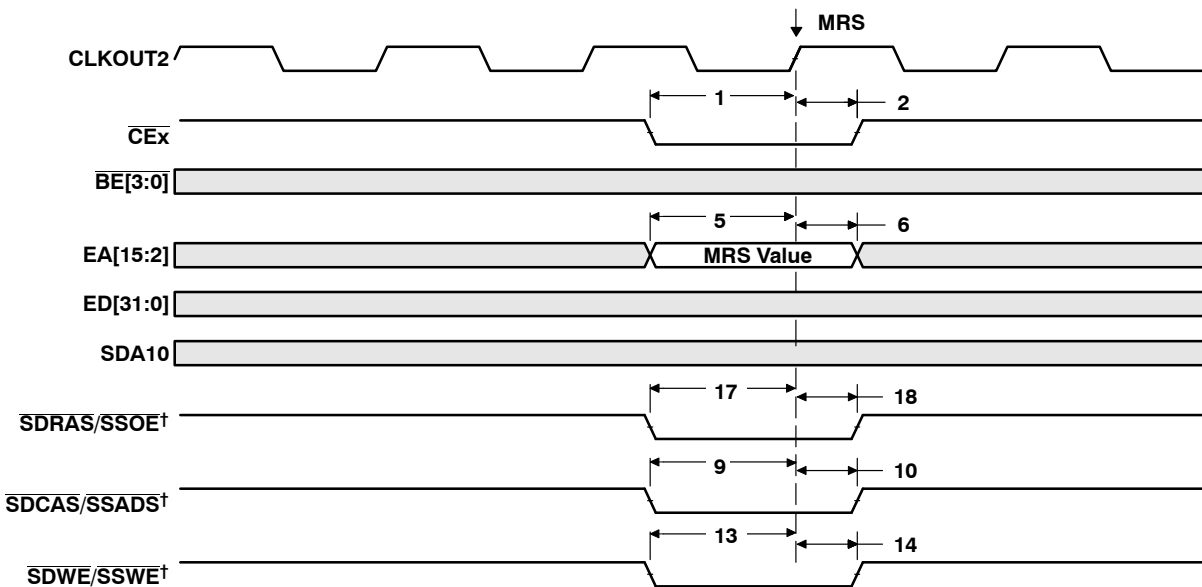 MRS
CLKOUT2
1 2
CEx
BE[3:0]
5 6
EA[15:2] MRS Value
ED[31:0]
SDA10
17 18
SDRAS/SSOE†
9 10
SDCAS/SSADS†
13 14
SDWE/SSWE†